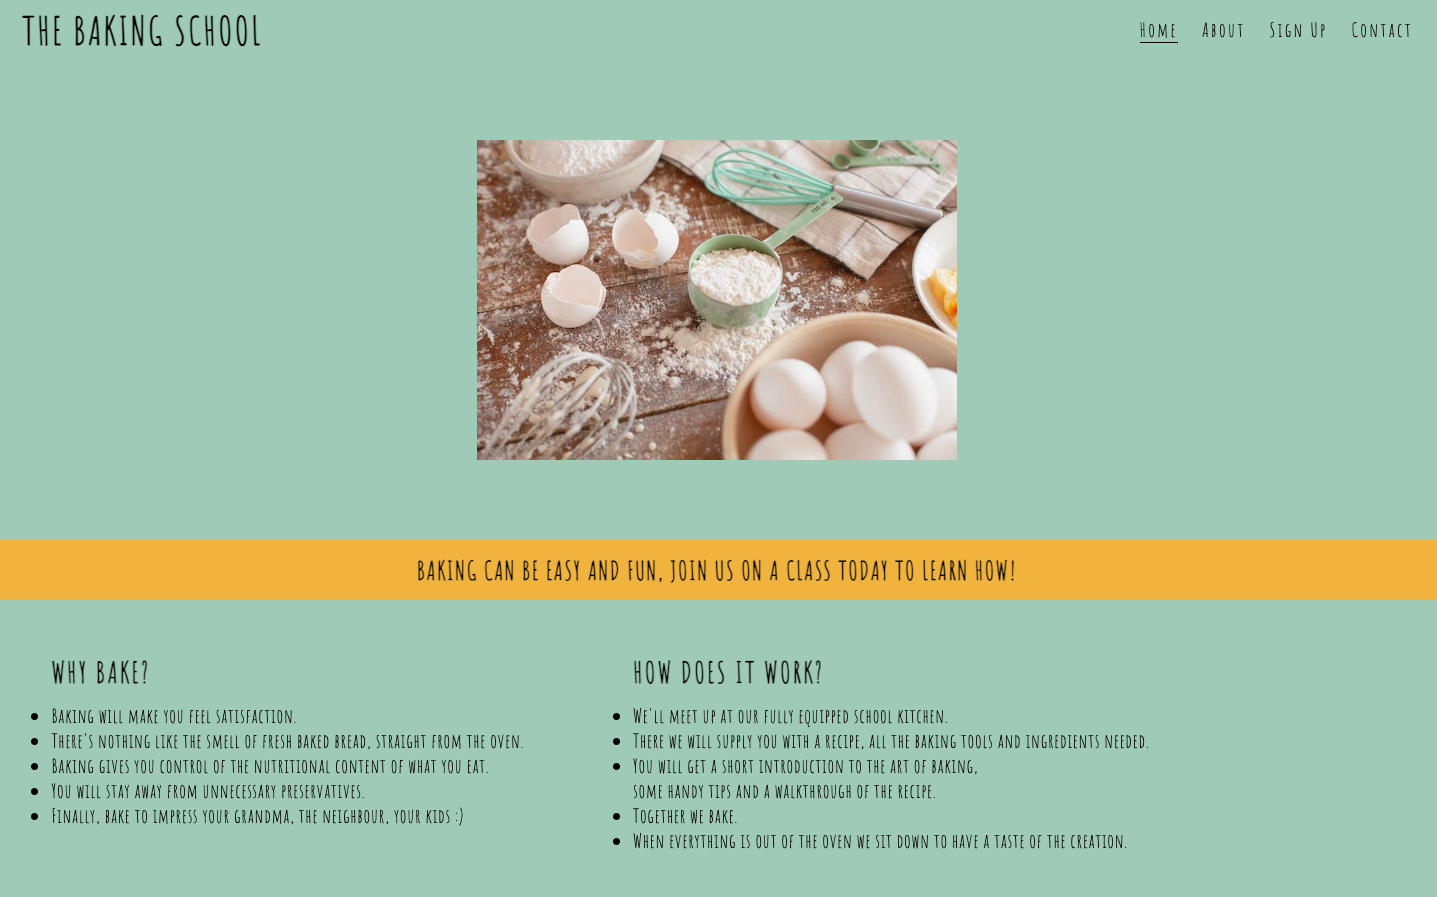 THE BAKING SCHOOL
Home About Sign Up Contact
BAKING CAN BE EASY AND FUN, JOIN US ON A CLASS TODAY TO LEARN HOW!
WHY BAKE?
Baking will make you feel satisfaction.
There's nothing like the smell of fresh baked bread, straight from the oven.
Baking gives you control of the nutritional content of what you eat.
You will stay away from unnecessary preservatives.
Finally, bake to impress your grandma, the neighbour, your kids :)
HOW DOES IT WORK?
We'll meet up at our fully equipped school kitchen.
There we will supply you with a recipe, all the baking tools and ingredients needed.
You will get a short introduction to the art of baking,
some handy tips and a walkthrough of the recipe.
Together we bake.
When everything is out of the oven we sit down to have a taste of the creation.